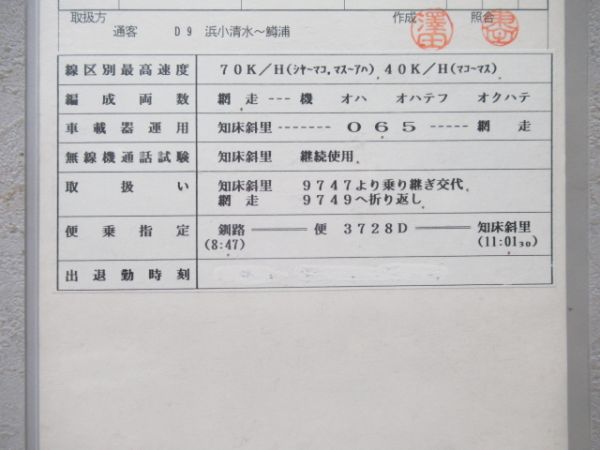 取扱方 作成 澤田 照合
通客 D9 浜小清水～鱒浦
線区別最高速度 70K/H(ｼﾔｰﾏｺ,ﾏｽｰｱﾊ) 40K/H(ﾏｺｰﾏｽ)
編成両数 網走---機 オハ オハテフ オクハテ
車載器運用 知床斜里-------065-----網走
無線機通話試験 知床斜里 継続使用
取扱い 知床斜里 9747より乗り継ぎ交代
網走 9749へ折り返し
便乗指定 釧路 ―― 便 3728D ―― 知床斜里
(8:47) (11:01₃₀)
出退勤時刻